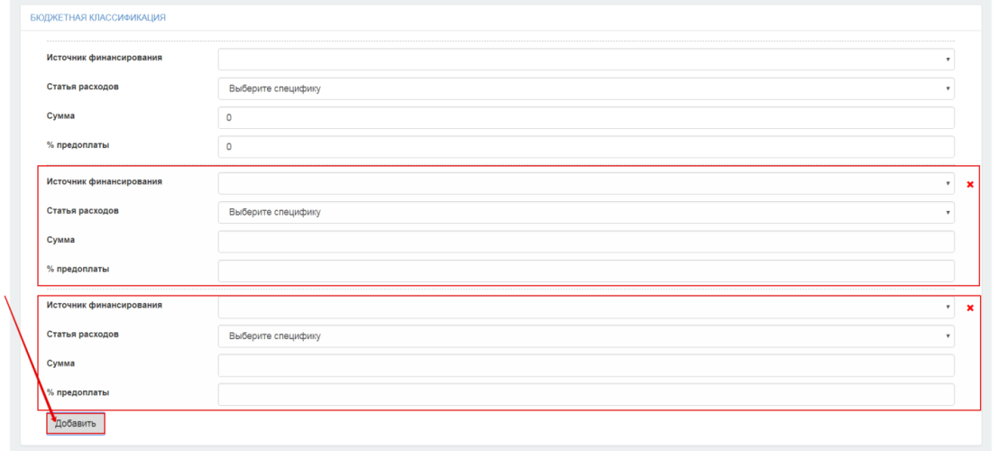 БЮДЖЕТНАЯ КЛАССИФИКАЦИЯ
Источник финансирования
Статья расходов Выберите специфику
Сумма 0
% предоплаты 0
Источник финансирования
Статья расходов Выберите специфику
Сумма
% предоплаты
Источник финансирования
Статья расходов Выберите специфику
Сумма
% предоплаты
Добавить